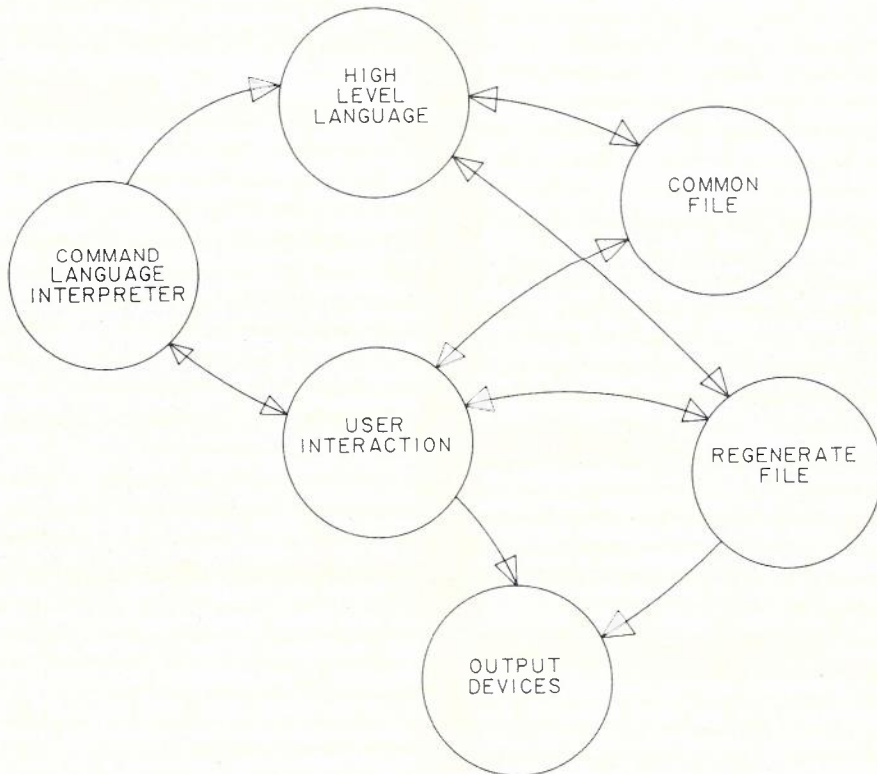 HIGH
LEVEL
LANGUAGE
COMMON
FILE
COMMAND
LANGUAGE
INTERPRETER
USER
INTERACTION
REGENERATE
FILE
OUTPUT
DEVICES